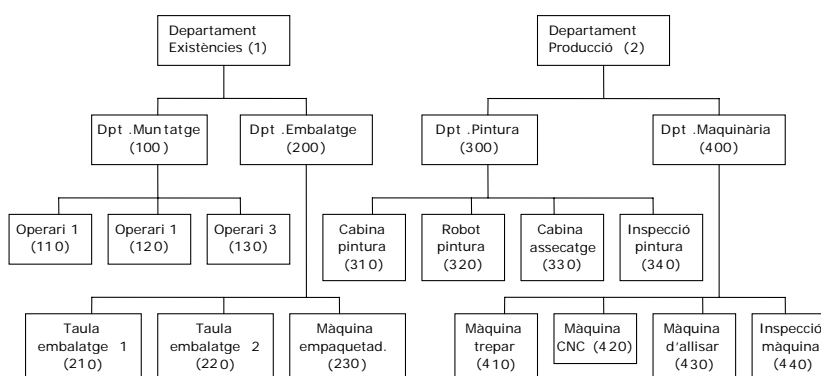 Departament
Existències (1)
Departament
Producció (2)
Dpt .Muntatge
(100)
Dpt .Embalatge
(200)
Dpt .Pintura
(300)
Dpt .Maquinària
(400)
Operari 1
(110)
Operari 1
(120)
Operari 3
(130)
Cabina
pintura
(310)
Robot
pintura
(320)
Cabina
assecatge
(330)
Inspecció
pintura
(340)
Taula
embalatge 1
(210)
Taula
embalatge 2
(220)
Màquina
empaquetad.
(230)
Màquina
trepar
(410)
Màquina
CNC (420)
Màquina
d'allisar
(430)
Inspecció
màquina
(440)